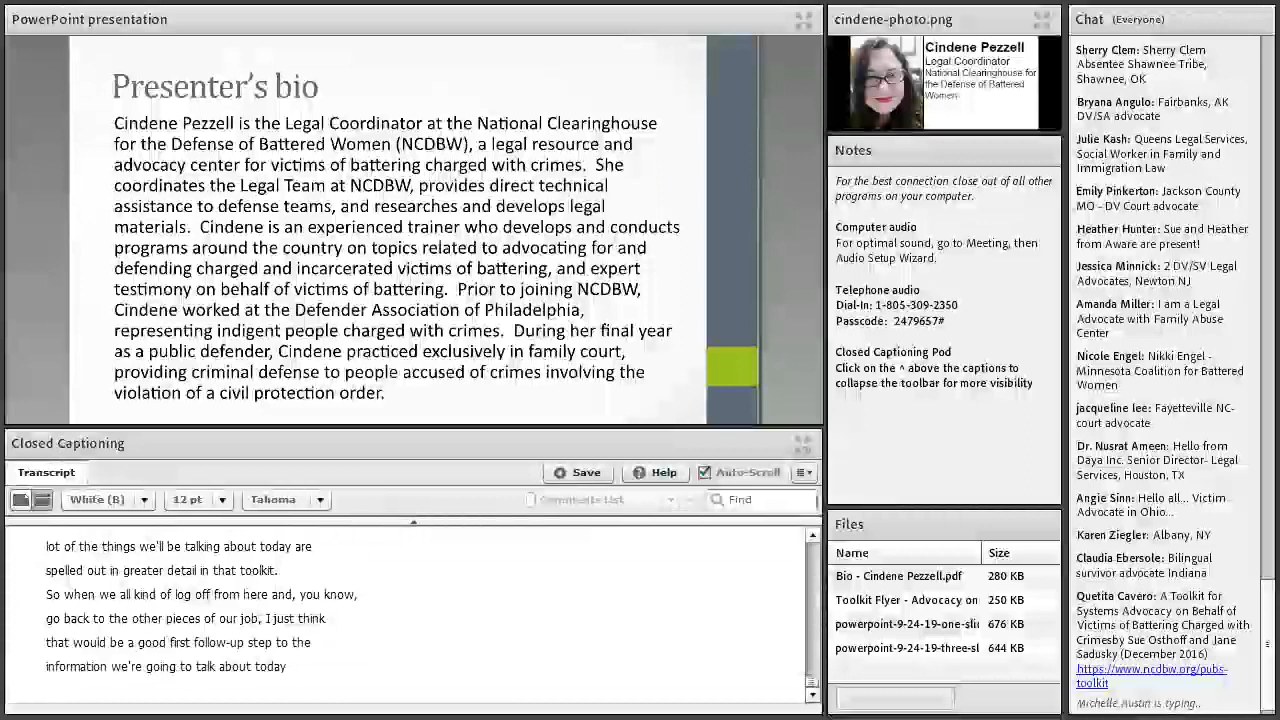 PowerPoint presentation
Presenter's bio
Cindene Pezzell is the Legal Coordinator at the National Clearinghouse
for the Defense of Battered Women (NCDBW), a legal resource and
advocacy center for victims of battering charged with crimes.  She
coordinates the Legal Team at NCDBW, provides direct technical
assistance to defense teams, and researches and develops legal
materials.  Cindene is an experienced trainer who develops and conducts
programs around the country on topics related to advocating for and
defending charged and incarcerated victims of battering, and expert
testimony on behalf of victims of battering.  Prior to joining NCDBW,
Cindene worked at the Defender Association of Philadelphia,
representing indigent people charged with crimes.  During her final year
as a public defender, Cindene practiced exclusively in family court,
providing criminal defense to people accused of crimes involving the
violation of a civil protection order.
Closed Captioning
Transcript
Save
Help
Auto-Scroll
White (B)
12 pt
Tahoma
Comments List
Find
lot of the things we'll be talking about today are
spelled out in greater detail in that toolkit.
So when we all kind of log off from here and, you know,
go back to the other pieces of our job, I just think
that would be a good first follow-up step to the
information we're going to talk about today
cindene-photo.png
Cindene Pezzell
Legal Coordinator
National Clearinghouse for
the Defense of Battered
Women
Notes
For the best connection close out of all other
programs on your computer.
Computer audio
For optimal sound, go to Meeting, then
Audio Setup Wizard.
Telephone audio
Dial-In: 1-805-309-2350
Passcode:  2479657#
Closed Captioning Pod
Click on the ^ above the captions to
collapse the toolbar for more visibility
Files
Name Size
Bio - Cindene Pezzell.pdf 280 KB
Toolkit Flyer - Advocacy on 250 KB
powerpoint-9-24-19-one-sli 676 KB
powerpoint-9-24-19-three-sl 644 KB
Chat (Everyone)
Sherry Clem: Sherry Clem
Absentee Shawnee Tribe,
Shawnee, OK
Bryana Angulo: Fairbanks, AK
DV/SA advocate
Julie Kash: Queens Legal Services,
Social Worker in Family and
Immigration Law
Emily Pinkerton: Jackson County
MO - DV Court advocate
Heather Hunter: Sue and Heather
from Aware are present!
Jessica Minnick: 2 DV/SV Legal
Advocates, Newton NJ
Amanda Miller: I am a Legal
Advocate with Family Abuse
Center
Nicole Engel: Nikki Engel -
Minnesota Coalition for Battered
Women
jacqueline lee: Fayetteville NC-
court advocate
Dr. Nusrat Ameen: Hello from
Daya Inc. Senior Director- Legal
Services, Houston, TX
Angie Sinn: Hello all... Victim
Advocate in Ohio...
Karen Ziegler: Albany, NY
Claudia Ebersole: Bilingual
survivor advocate Indiana
Quetita Cavero: A Toolkit for
Systems Advocacy on Behalf of
Victims of Battering Charged with
Crimesby Sue Osthoff and Jane
Sadusky (December 2016)
https://www.ncdbw.org/pubs-
toolkit
Michelle Austin is typing..